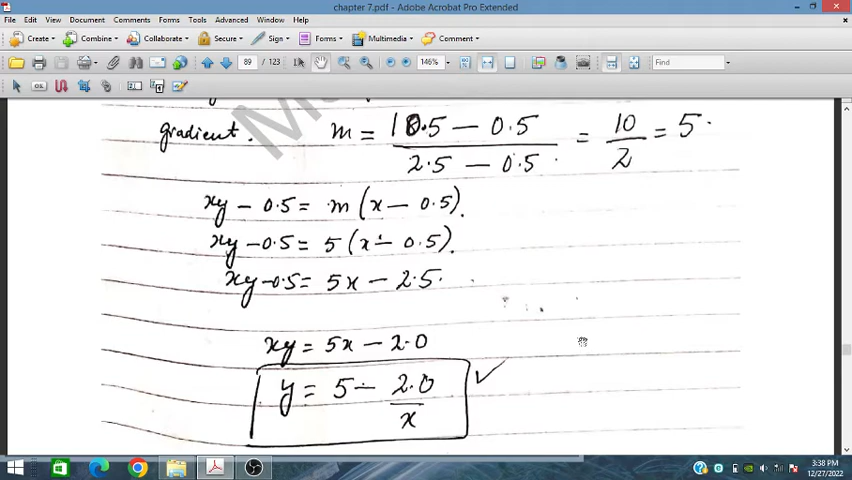 chapter 7.pdf - Adobe Acrobat Pro Extended
File Edit View Document Comments Forms Tools Advanced Window Help
Create Combine Collaborate Secure Sign Forms Multimedia Comment
89 / 123 146% Find
gradient. m = 10.5 - 0.5 / 2.5 - 0.5 = 10 / 2 = 5.
xy - 0.5 = m (x - 0.5).
xy - 0.5 = 5 (x - 0.5).
xy - 0.5 = 5x - 2.5.
xy = 5x - 2.0
y = 5 - 2.0 / x
3:38 PM
12/27/2022